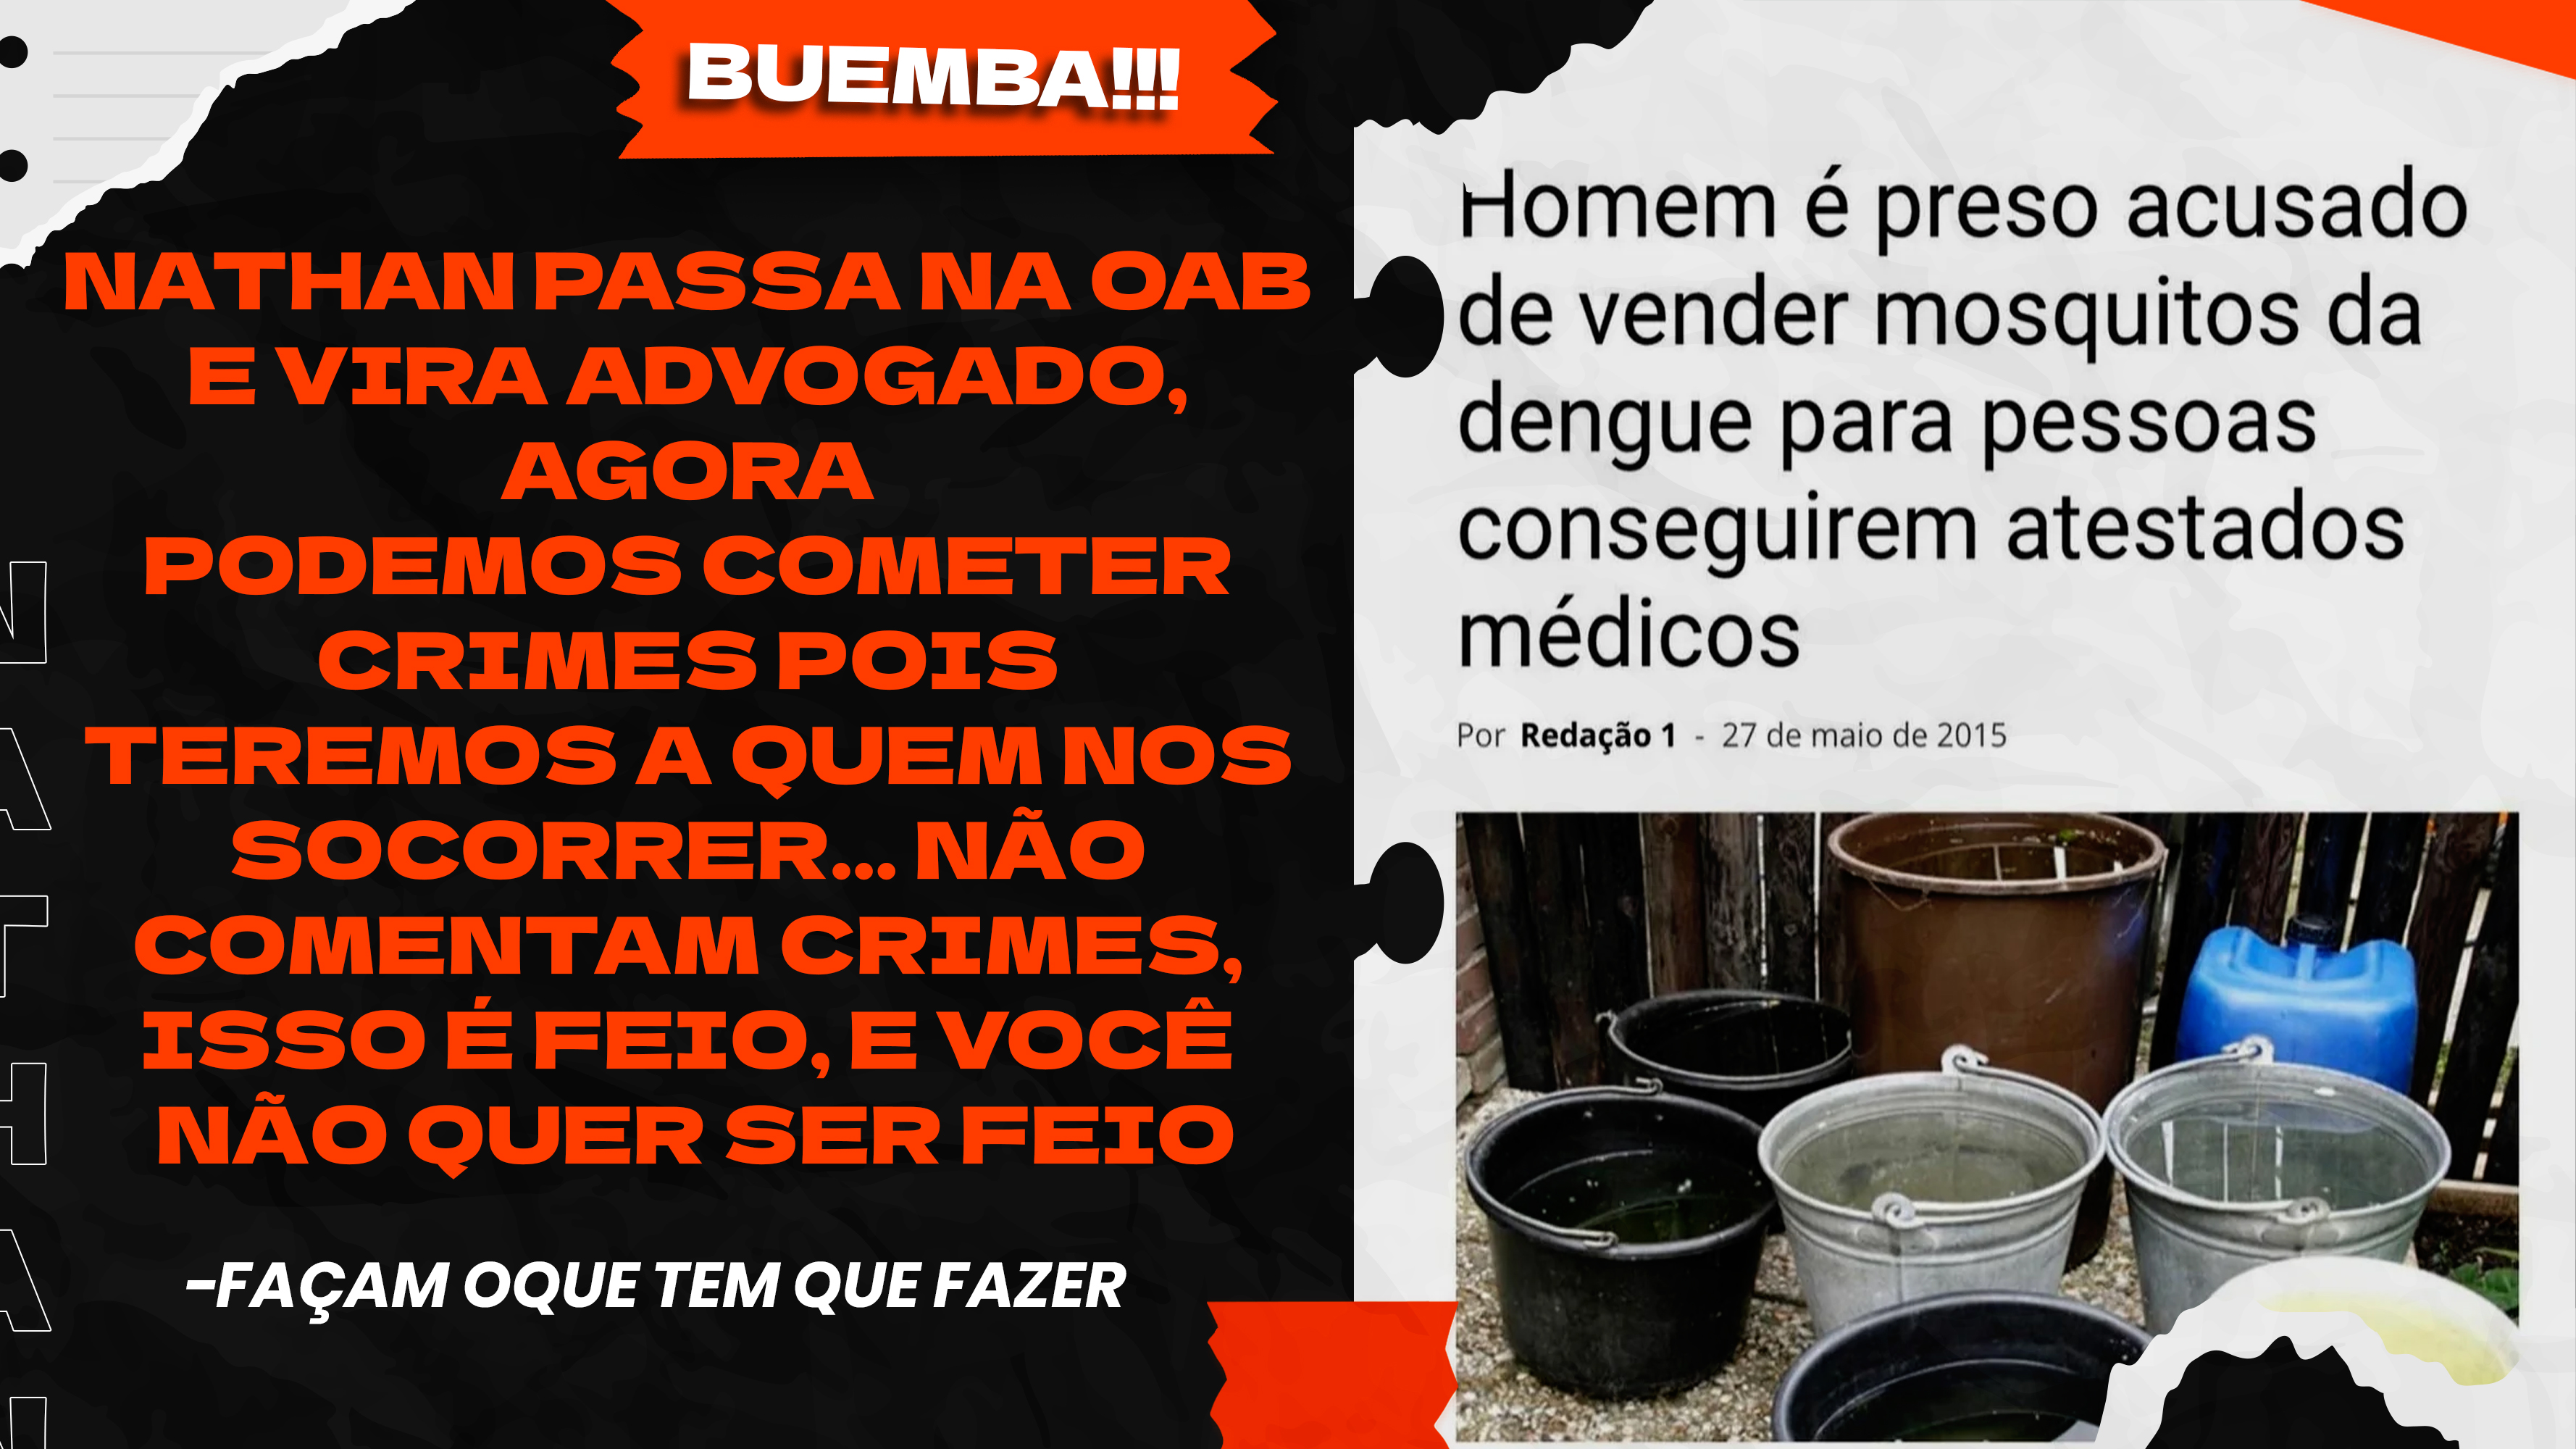 BUEMBA!!!
NATHAN PASSA NA OAB
E VIRA ADVOGADO,
AGORA
PODEMOS COMETER
CRIMES POIS
TEREMOS A QUEM NOS
SOCORRER... NÃO
COMENTAM CRIMES,
ISSO É FEIO, E VOCÊ
NÃO QUER SER FEIO
-FAÇAM OQUE TEM QUE FAZER
NATHAN
Homem é preso acusado
de vender mosquitos da
dengue para pessoas
conseguirem atestados
médicos
Por Redação 1 - 27 de maio de 2015